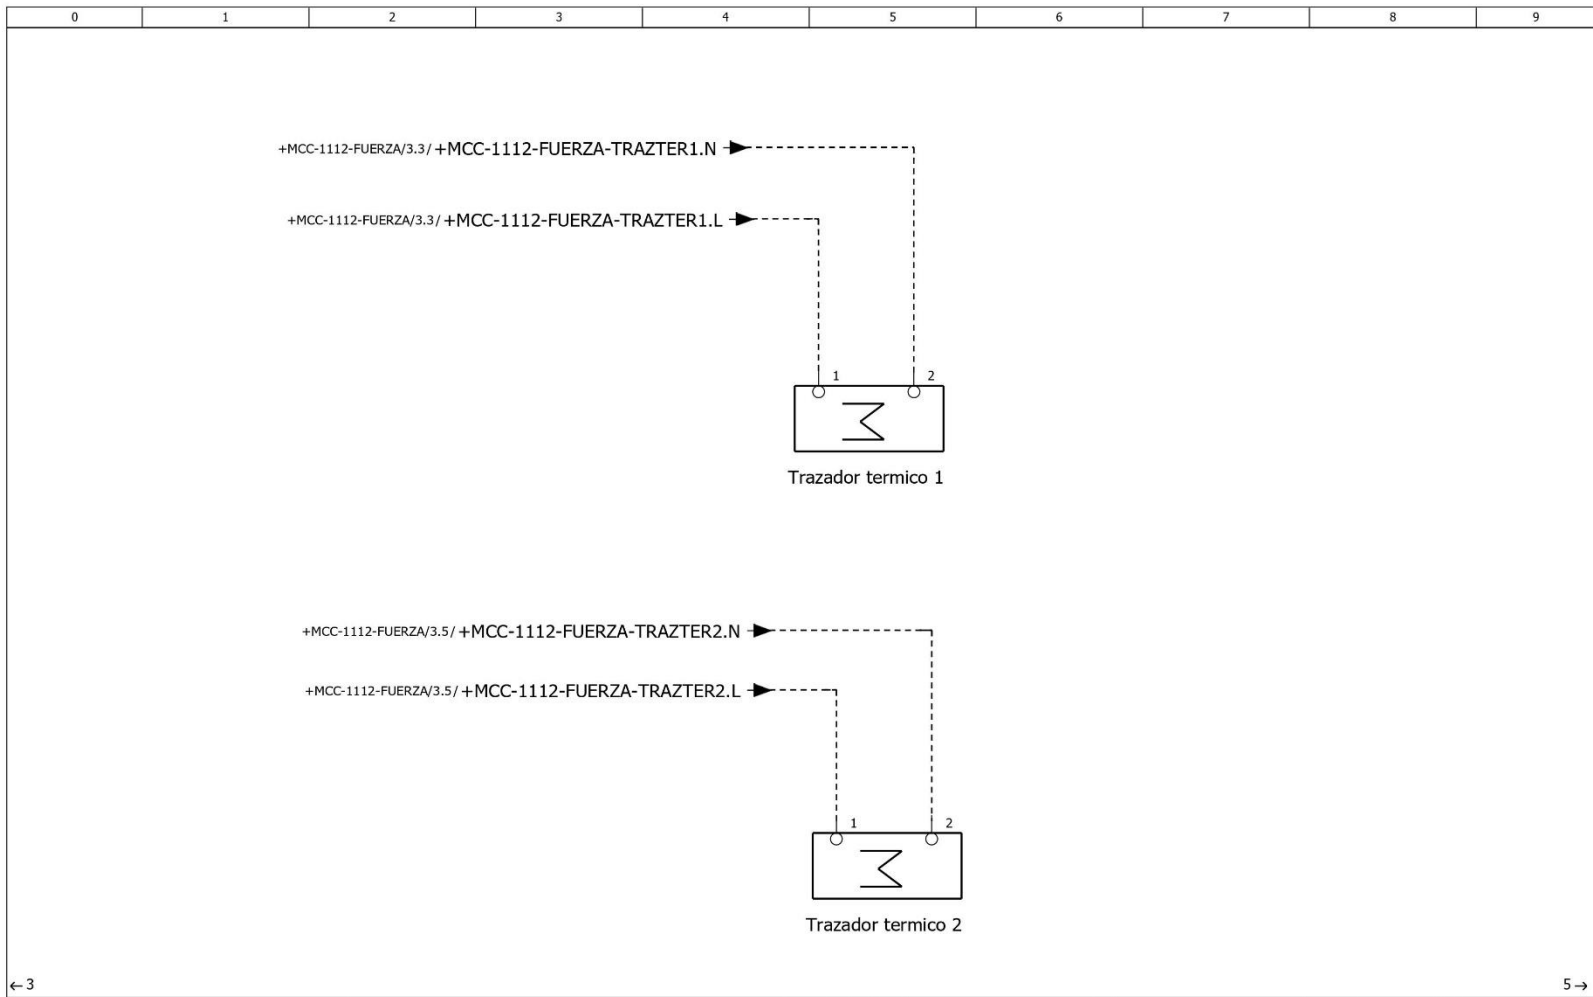 0 1 2 3 4 5 6 7 8 9
+MCC-1112-FUERZA/3.3/ +MCC-1112-FUERZA-TRAZTER1.N
+MCC-1112-FUERZA/3.3/ +MCC-1112-FUERZA-TRAZTER1.L
1 2
Trazador termico 1
+MCC-1112-FUERZA/3.5/ +MCC-1112-FUERZA-TRAZTER2.N
+MCC-1112-FUERZA/3.5/ +MCC-1112-FUERZA-TRAZTER2.L
1 2
Trazador termico 2
←3 5→